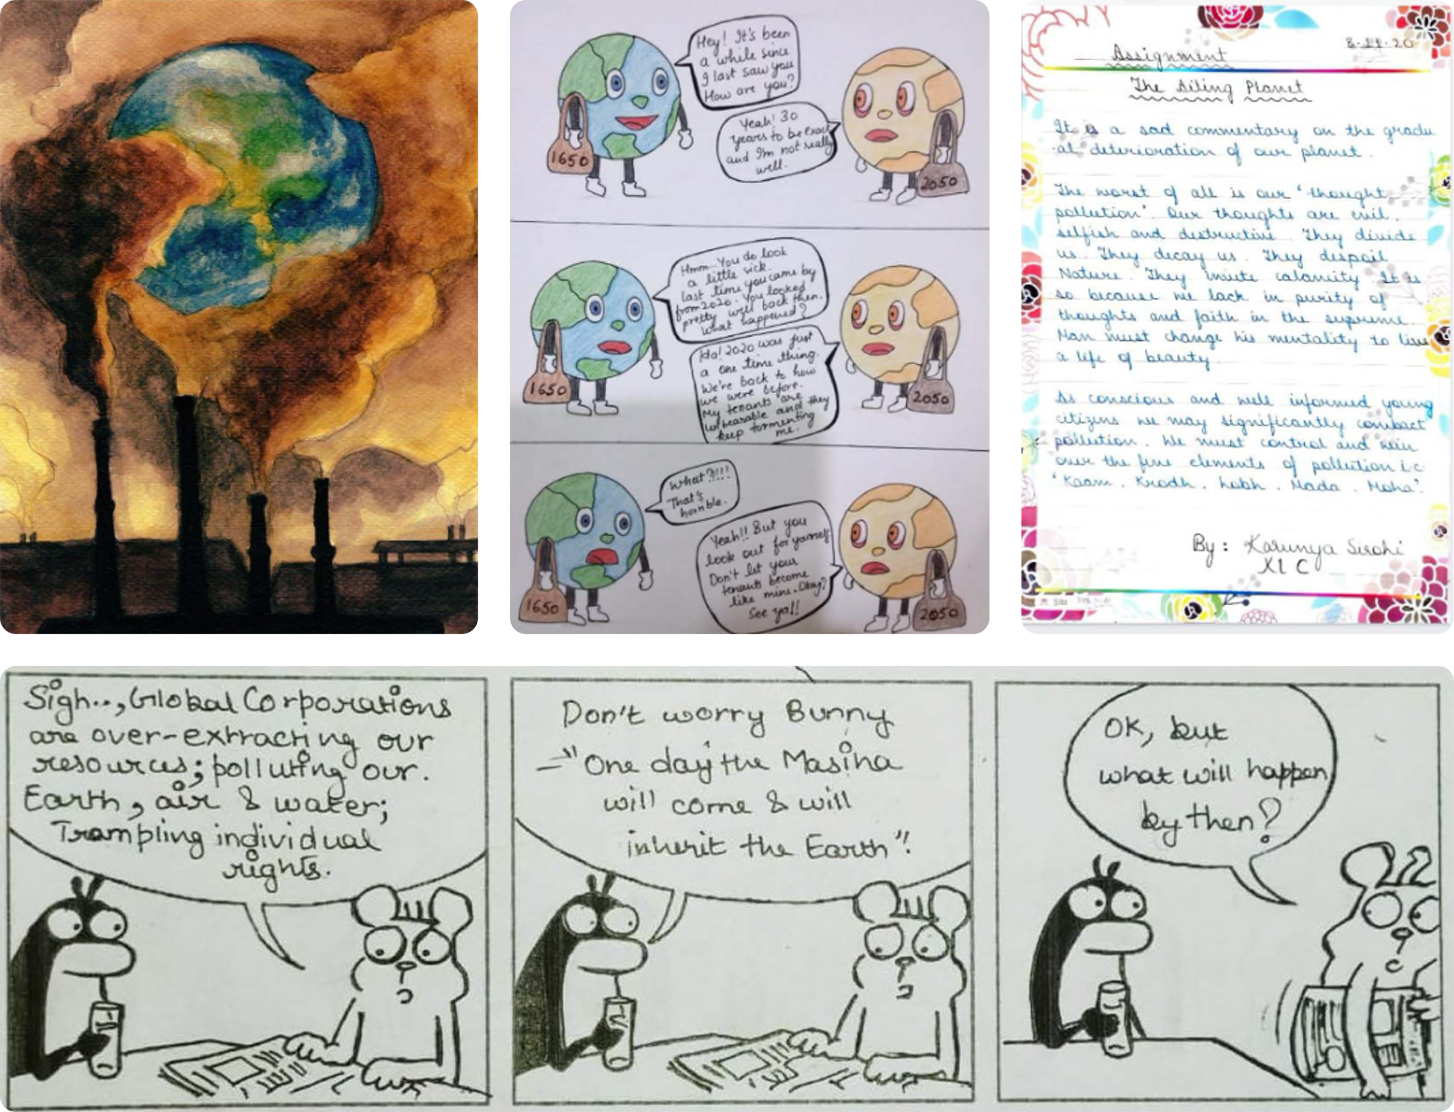 Hey! It's been
a while since
I last saw you
How are you?
Yeah! 30
years to be exact
and I'm not really
well.
1650
2050
Hmm... You do look
a little sick.
last time you came by
from 2020. You looked
pretty well back then.
what happened?
2020 was just
a one time thing.
We're back to how
we were before.
My tenants are
unbearable and they
keep tormenting
me.
1650
2050
What?!!!
That's
horrible.
Yeah!! But you
look out for yourself
Don't let your
tenants become
like mine. Okay?
See ya!!
1650
2050
Assignment
The Ailing Planet
It is a sad commentary on the gradu
al deterioration of our planet.
The worst of all is our 'thought
pollution'. Our thoughts are evil,
selfish and destructive. They divide
us. They decay us. They despoil
Nature. They invite calamity. It is
so because we lack in purity of
thoughts and faith in the supreme.
Man must change his mentality to live
a life of beauty.
As conscious and well informed young
citizens we may significantly combat
pollution. We must control and
over the five elements of pollution i.e
'Kaam, Krodh, Lobh, Mada, Moha'.
By: Karunya Sirohi
XI C
Sigh..., Global Corporations
are over-extracting our
resources; polluting our.
Earth, air & water;
Trampling individual
rights.
Don't worry Bunny
-"One day the Masiha
will come & will
inherit the Earth".
OK, but
what will happen
by then?